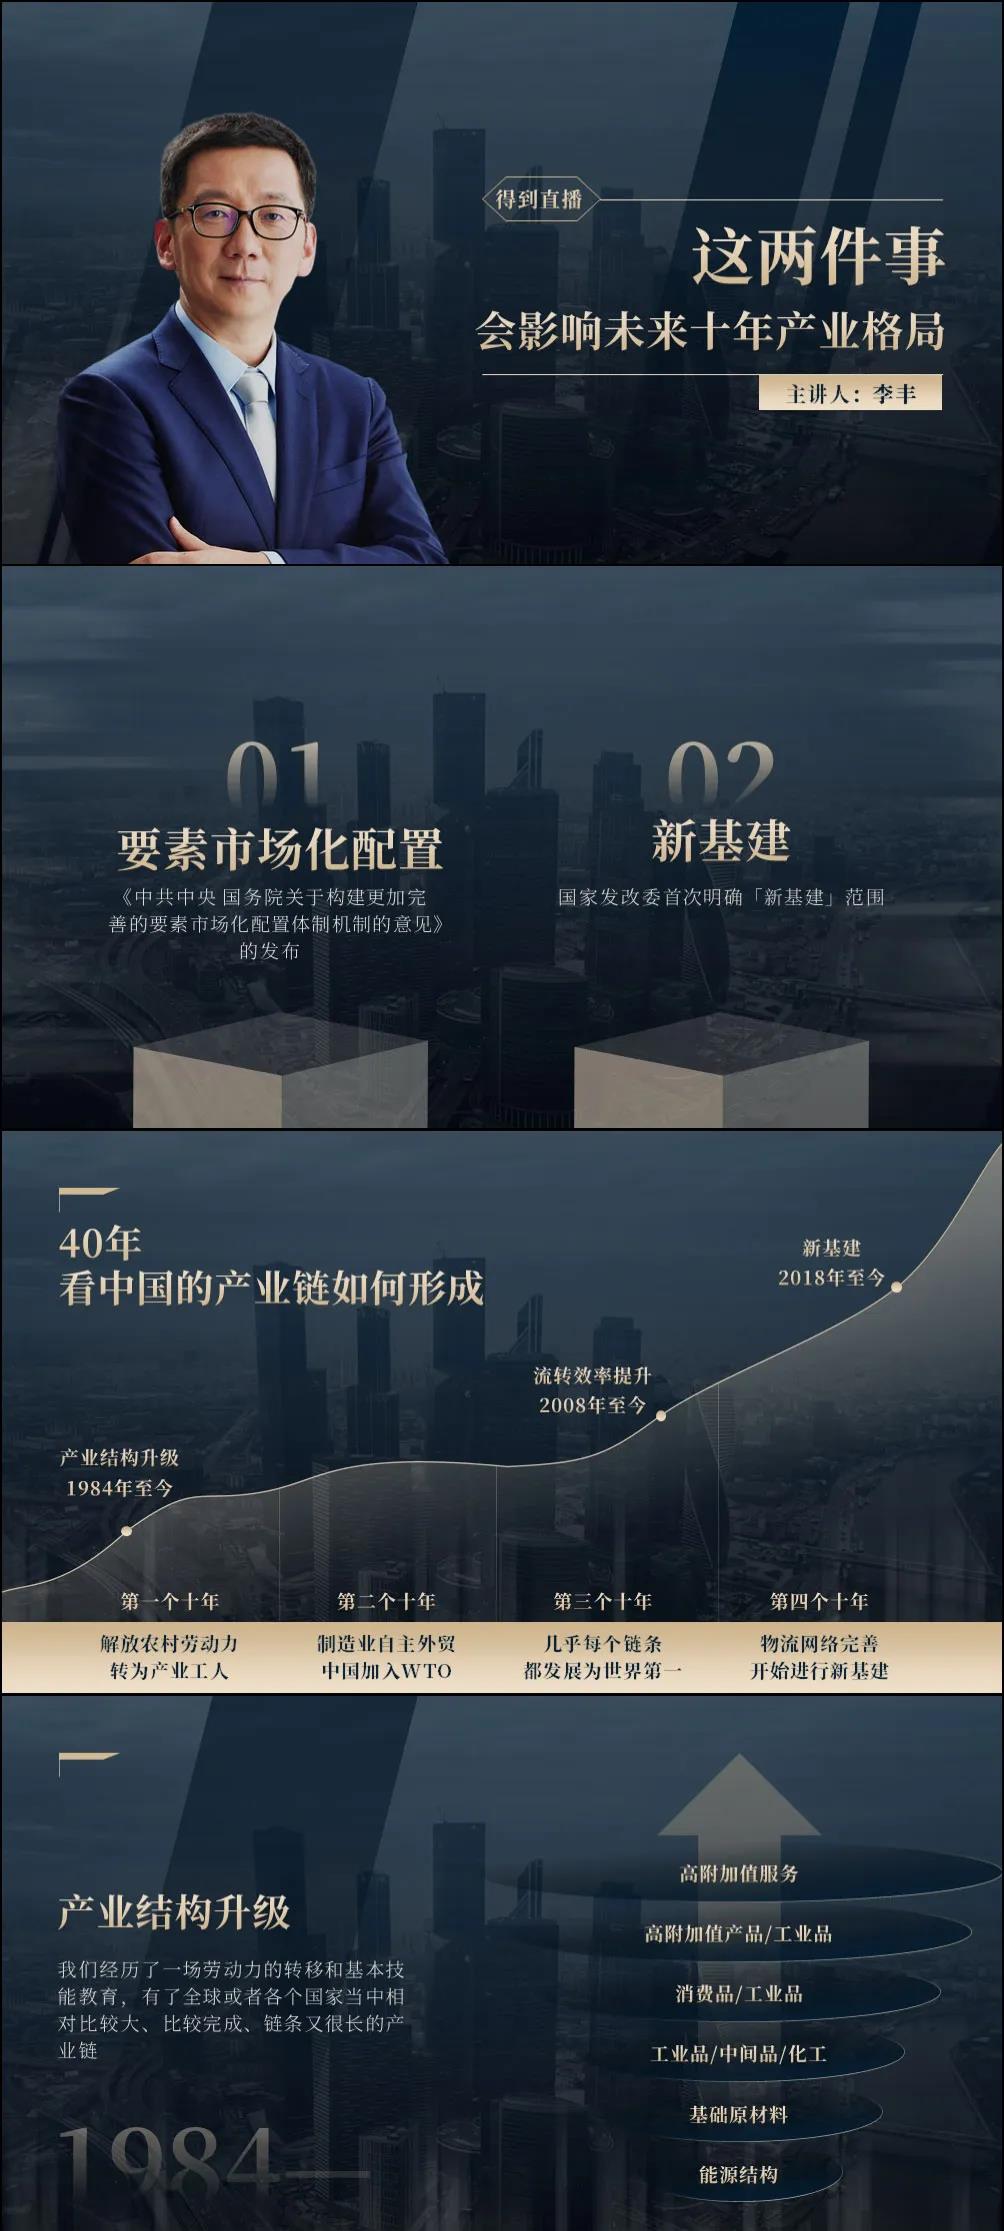 得到直播
这两件事
会影响未来十年产业格局
主讲人：李丰
01
要素市场化配置
《中共中央 国务院关于构建更加完
善的要素市场化配置体制机制的意见》
的发布
02
新基建
国家发改委首次明确「新基建」范围
40年
看中国的产业链如何形成
新基建
2018年至今
流转效率提升
2008年至今
产业结构升级
1984年至今
第一个十年
第二个十年
第三个十年
第四个十年
解放农村劳动力
转为产业工人
制造业自主外贸
中国加入WTO
几乎每个链条
都发展为世界第一
物流网络完善
开始进行新基建
产业结构升级
我们经历了一场劳动力的转移和基本技
能教育，有了全球或者各个国家当中相
对比较大、比较完成、链条又很长的产
业链
1984—
高附加值服务
高附加值产品/工业品
消费品/工业品
工业品/中间品/化工
基础原材料
能源结构